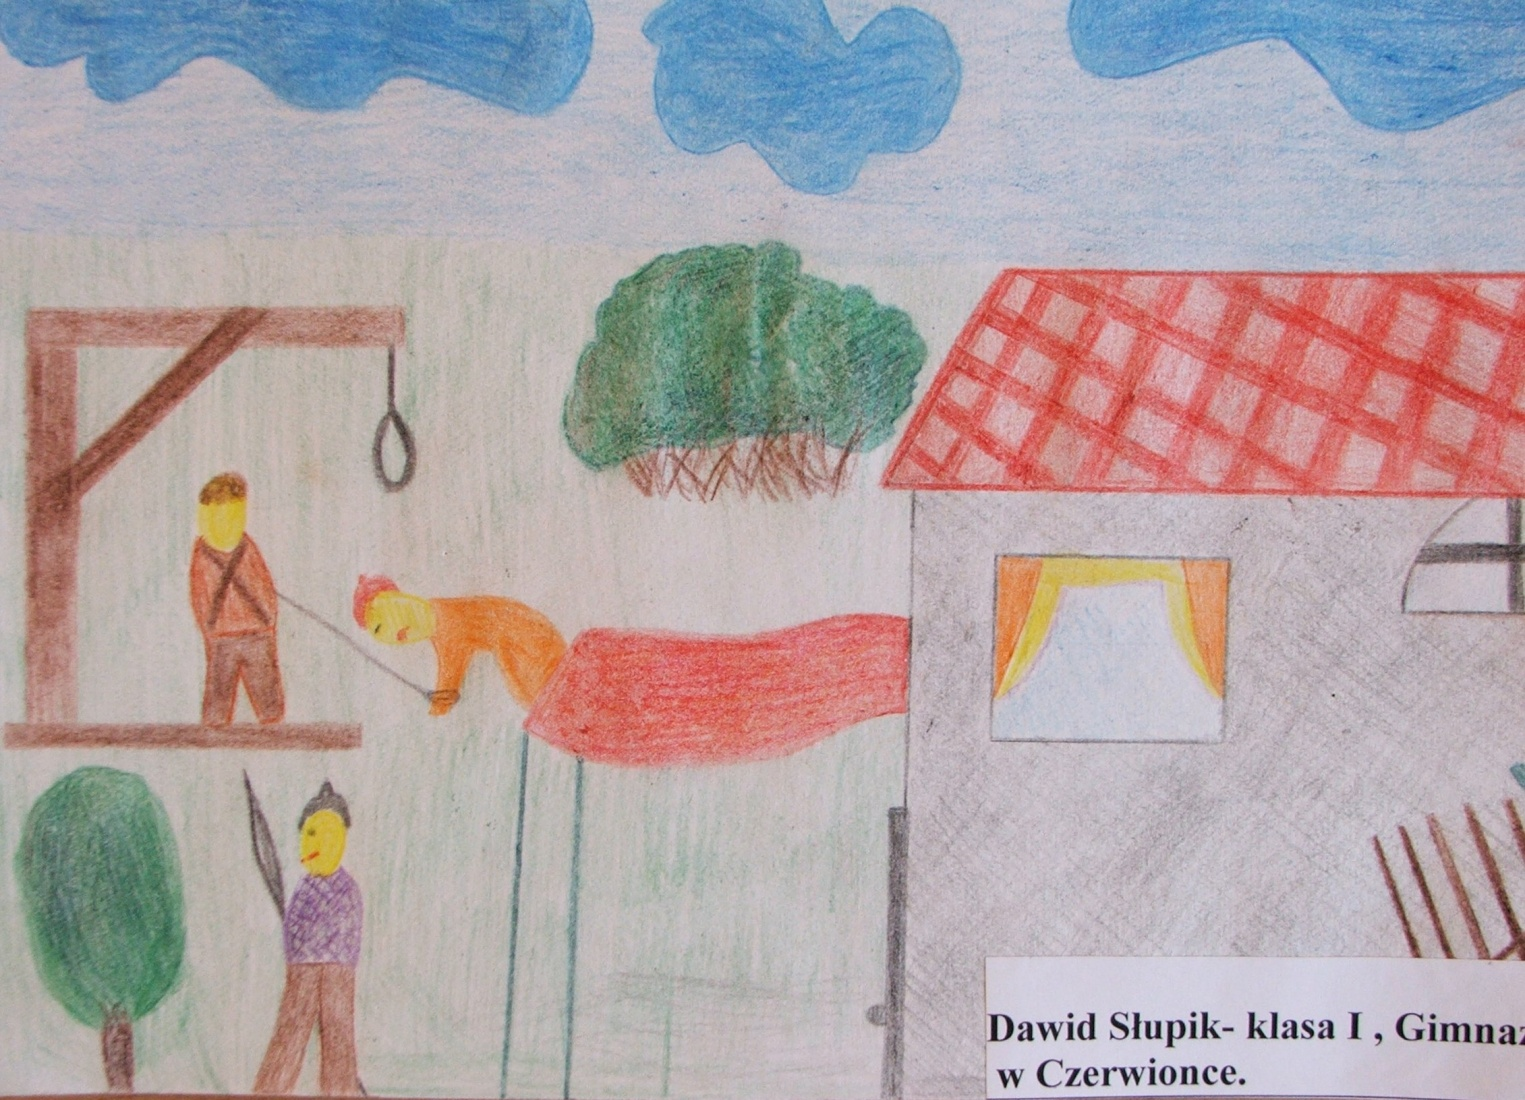 Dawid Słupik- klasa I , Gimnaz
w Czerwionce.